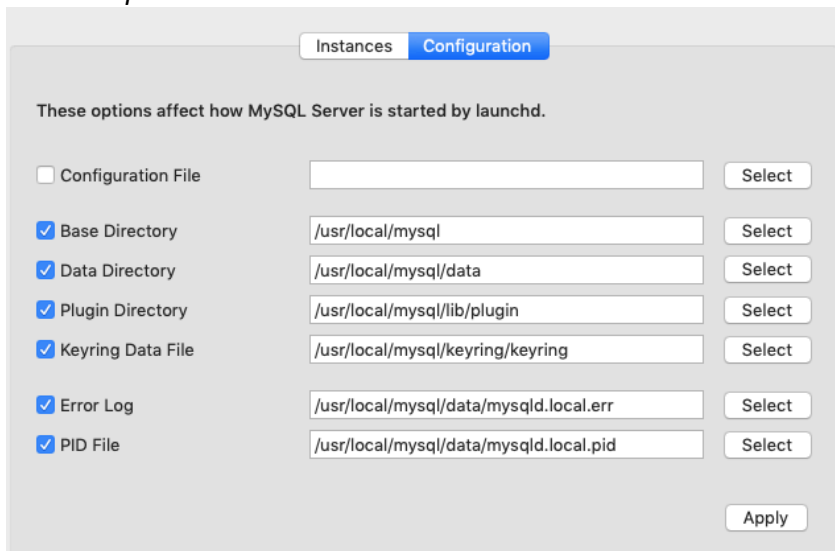 Instances Configuration
These options affect how MySQL Server is started by launchd.
Configuration File Select
Base Directory /usr/local/mysql Select
Data Directory /usr/local/mysql/data Select
Plugin Directory /usr/local/mysql/lib/plugin Select
Keyring Data File /usr/local/mysql/keyring/keyring Select
Error Log /usr/local/mysql/data/mysqld.local.err Select
PID File /usr/local/mysql/data/mysqld.local.pid Select
Apply